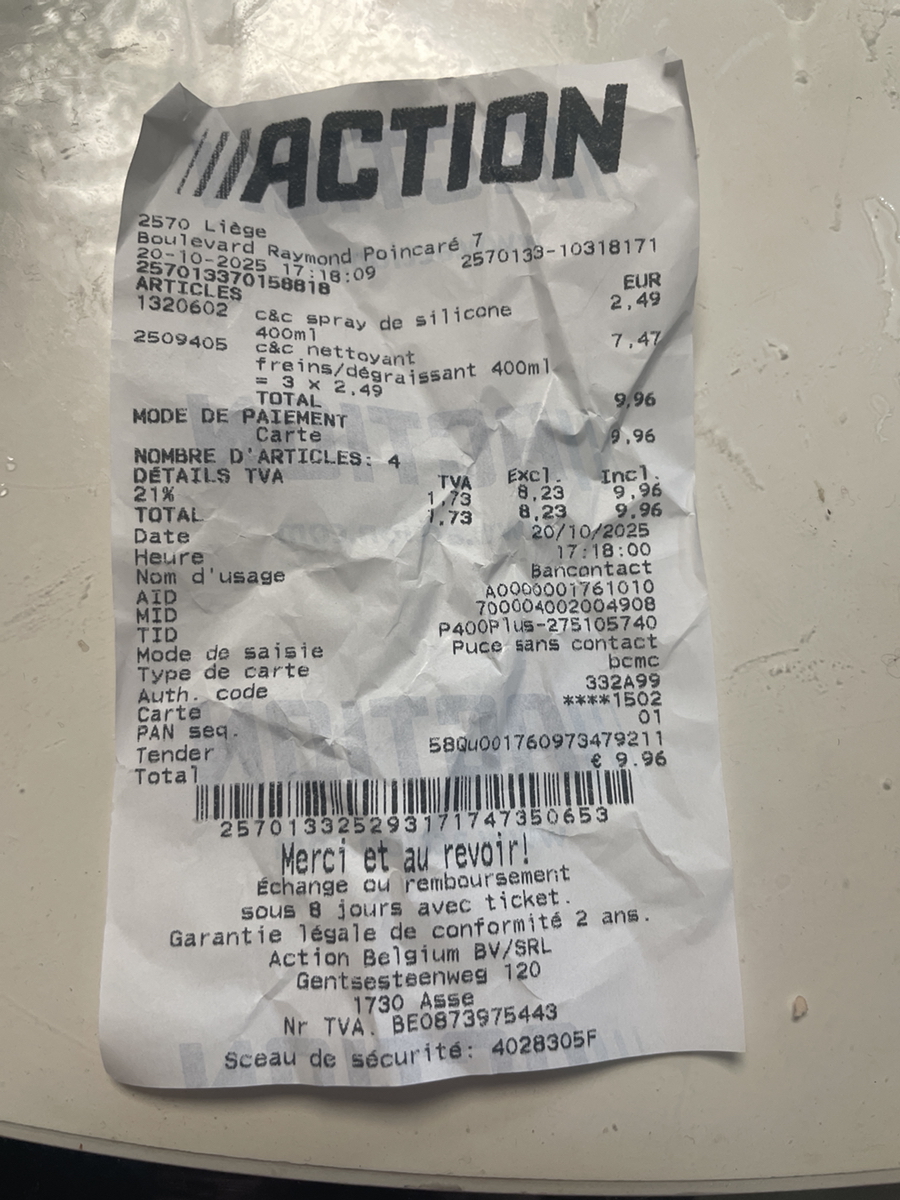 ACTION
2570 Liège
Boulevard Raymond Poincaré 7
20-10-2025 17:18:09 2570133-10318171
257013370158818
ARTICLES EUR
1320602 c&c spray de silicone 2,49
400ml
2509405 c&c nettoyant 7,47
freins/dégraissant 400ml
= 3 x 2,49
TOTAL 9,96
MODE DE PAIEMENT
Carte 9,96
NOMBRE D'ARTICLES: 4
DÉTAILS TVA TVA Excl. Incl.
21% 1,73 8,23 9,96
TOTAL 1,73 8,23 9,96
Date 20/10/2025
Heure 17:18:00
Nom d'usage Bancontact
AID A0000001761010
MID 700004002004908
TID P400Plus-275105740
Mode de saisie Puce sans contact
Type de carte bcmc
Auth. code 332A99
Carte ****1502
PAN seq. 01
Tender 58Qu001760973479211
Total € 9.96
257013325293171747350653
Merci et au revoir!
Échange ou remboursement
sous 8 jours avec ticket.
Garantie légale de conformité 2 ans.
Action Belgium BV/SRL
Gentsesteenweg 120
1730 Asse
Nr TVA. BE0873975443
Sceau de sécurité: 4028305F